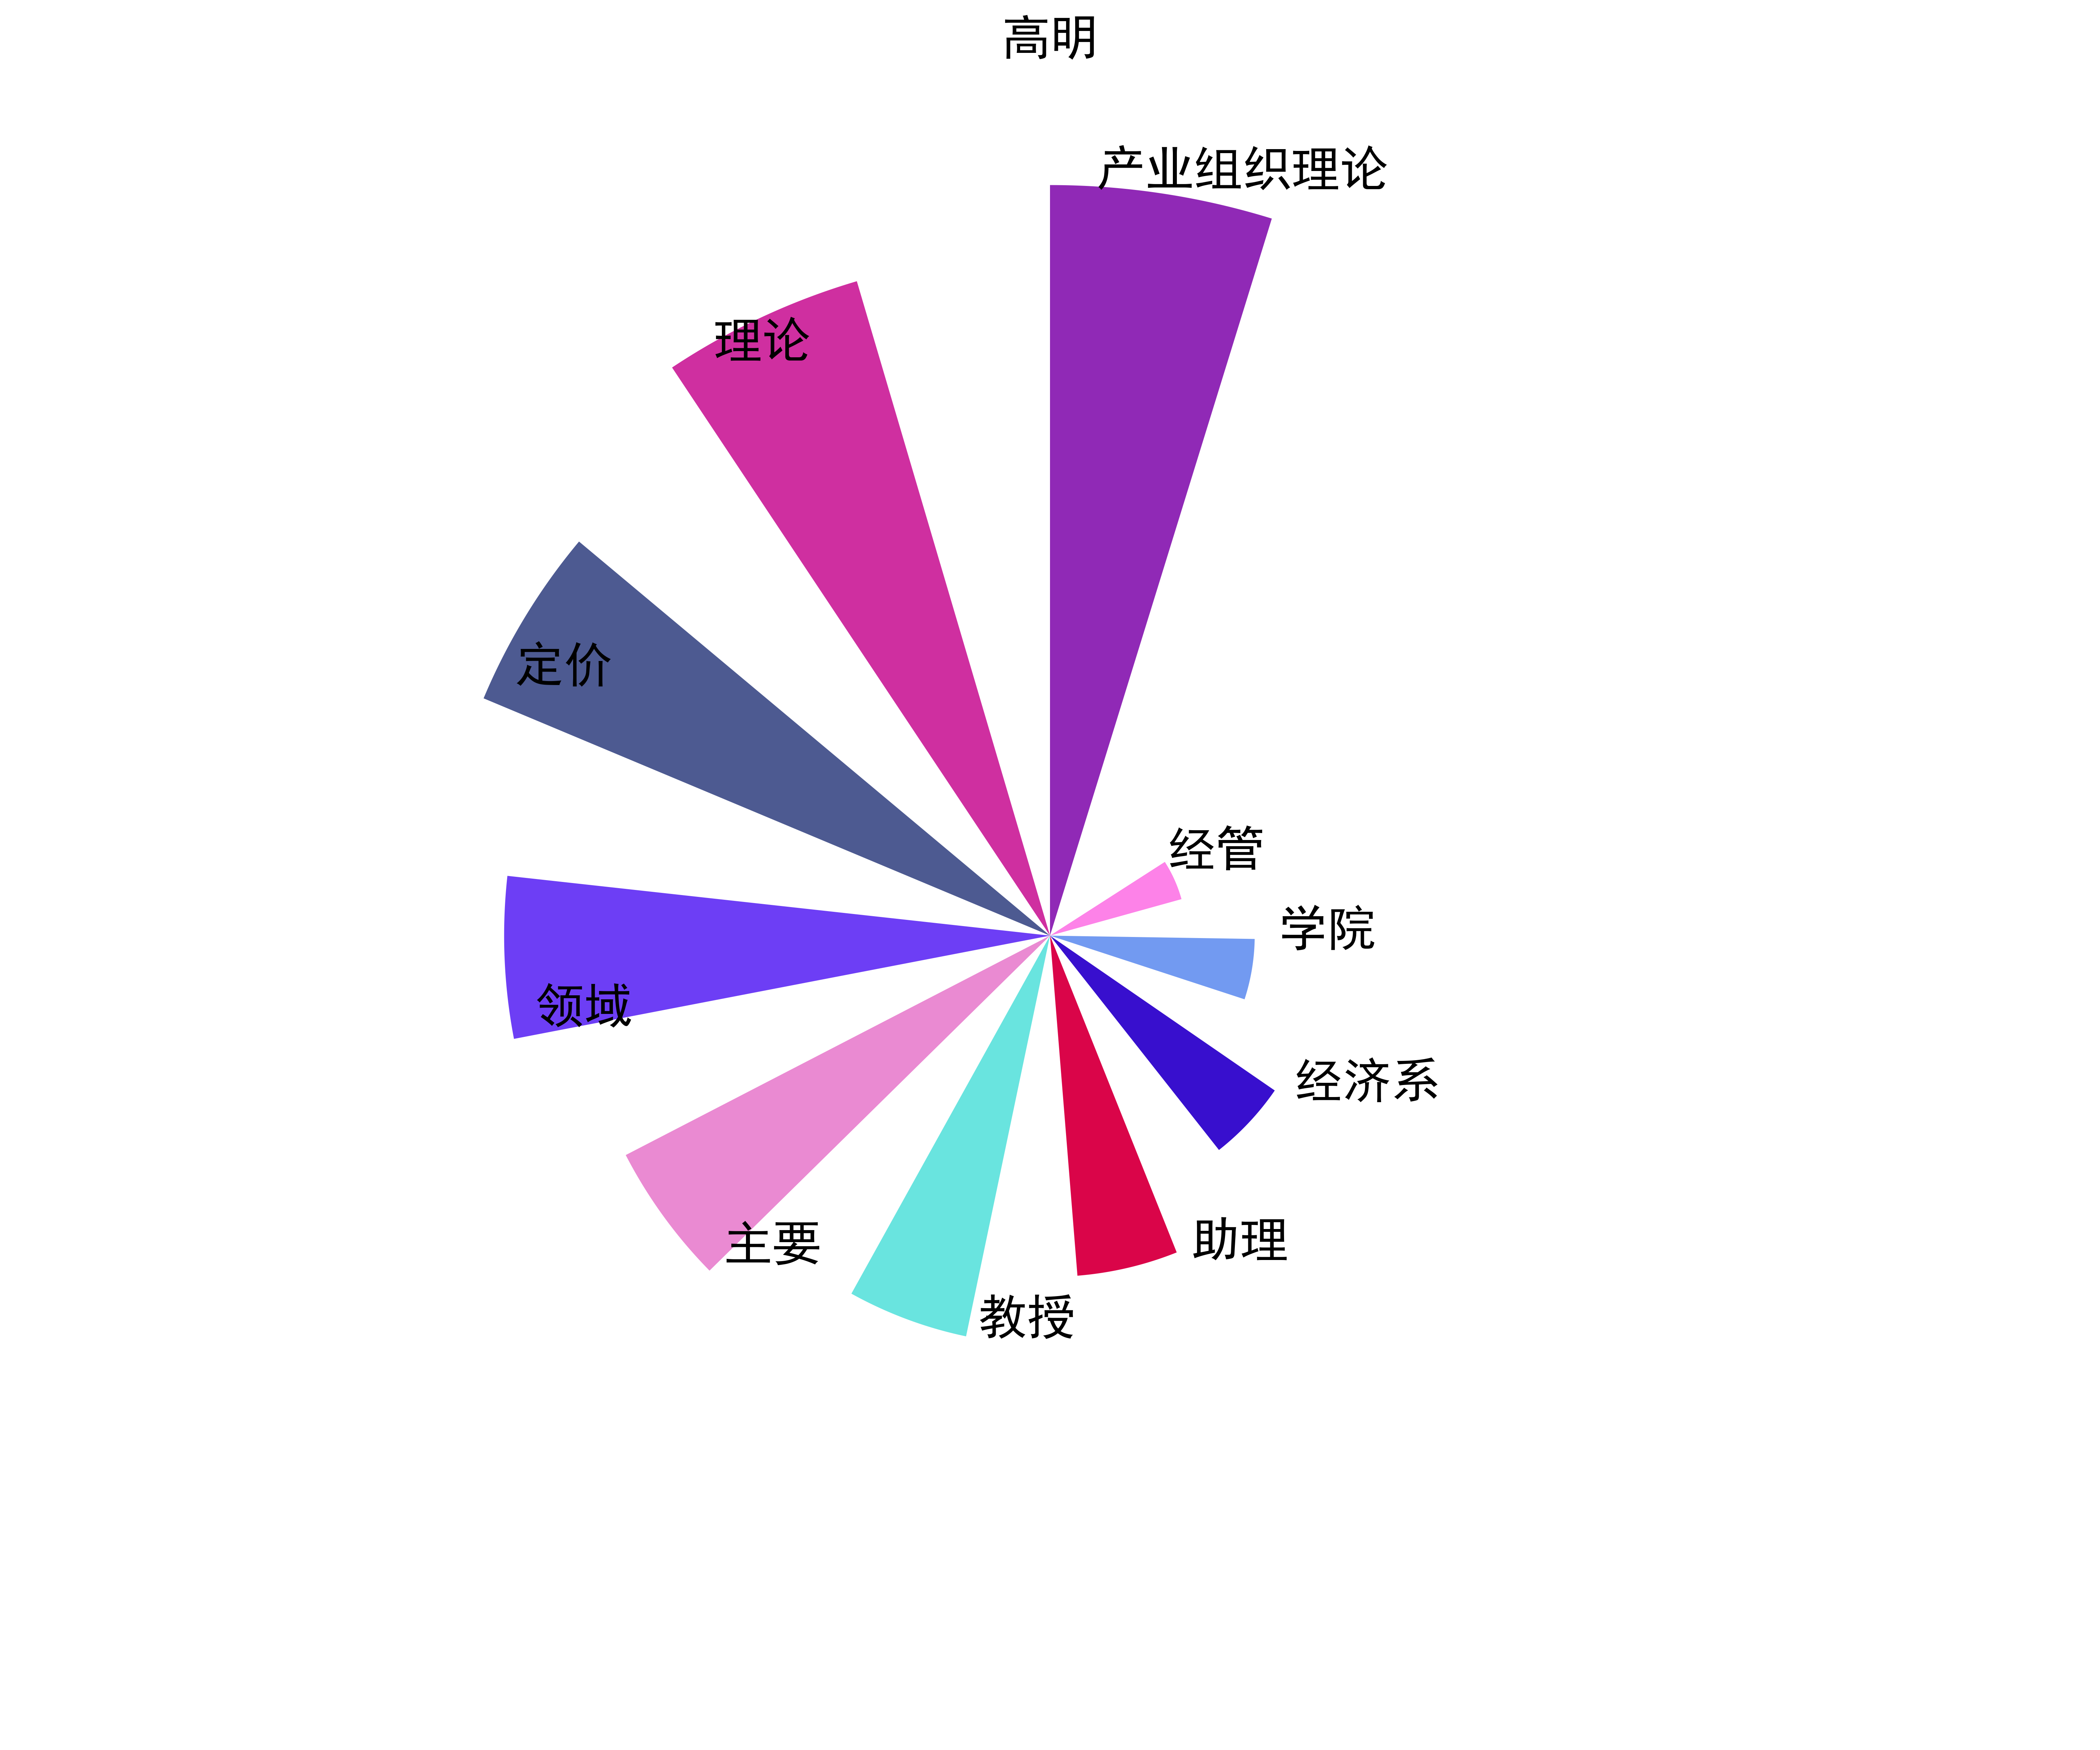 高明
产业组织理论
理论
定价
经管
学院
领域
经济系
助理
主要
教授